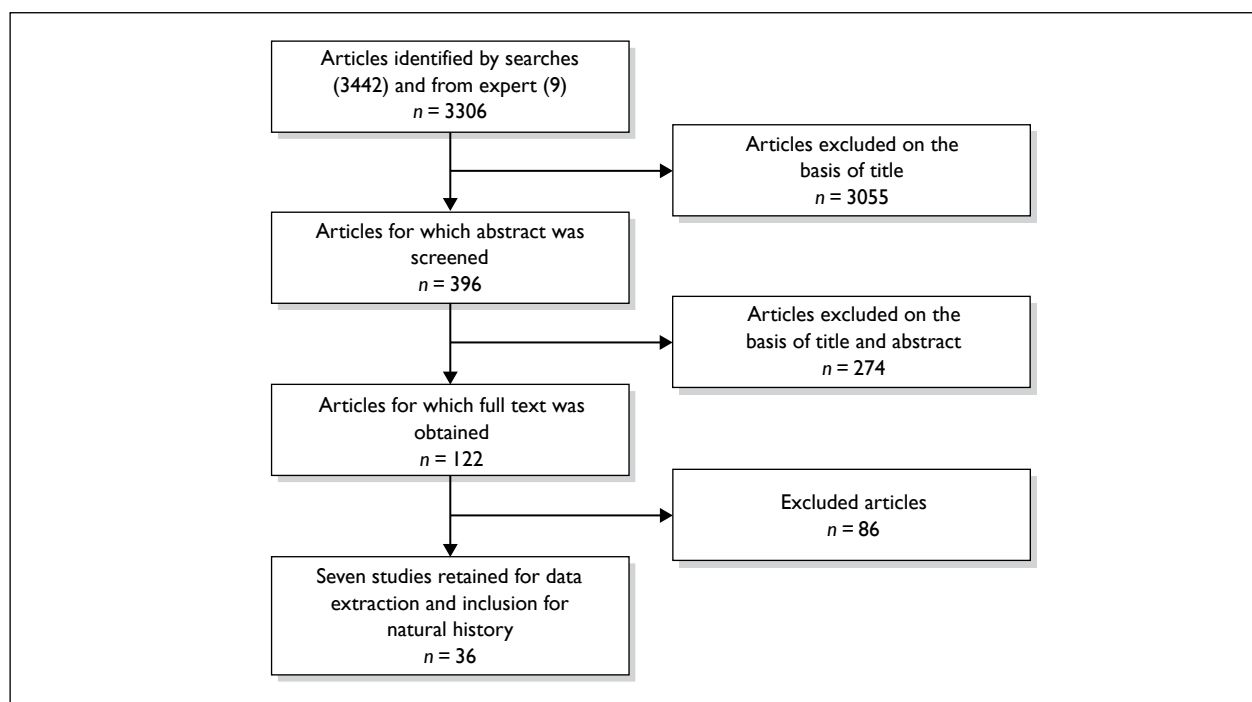 Articles identified by searches
(3442) and from expert (9)
n = 3306
Articles excluded on the
basis of title
n = 3055
Articles for which abstract was
screened
n = 396
Articles excluded on the
basis of title and abstract
n = 274
Articles for which full text was
obtained
n = 122
Excluded articles
n = 86
Seven studies retained for data
extraction and inclusion for
natural history
n = 36